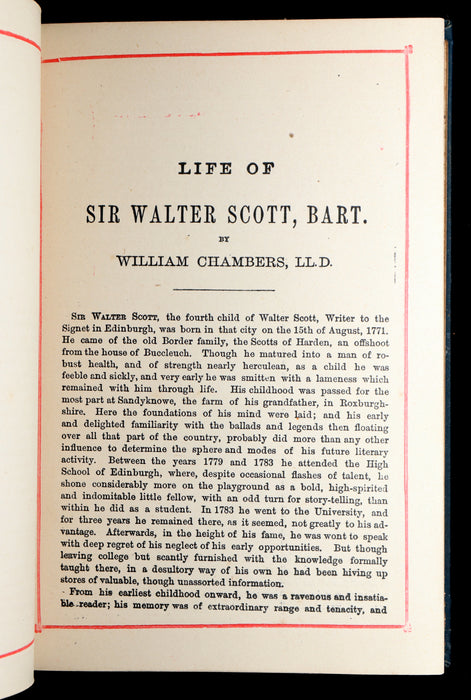 LIFE OF
SIR WALTER SCOTT, BART.
BY
WILLIAM CHAMBERS, LL.D.
SIR WALTER SCOTT, the fourth child of Walter Scott, Writer to the
Signet in Edinburgh, was born in that city on the 15th of August, 1771.
He came of the old Border family, the Scotts of Harden, an offshoot
from the house of Buccleuch. Though he matured into a man of ro-
bust health, and of strength nearly herculean, as a child he was
feeble and sickly, and very early he was smitten with a lameness which
remained with him through life. His childhood was passed for the
most part at Sandyknowe, the farm of his grandfather, in Roxburgh-
shire. Here the foundations of his mind were laid; and his early
and delighted familiarity with the ballads and legends then floating
over all that part of the country, probably did more than any other
influence to determine the sphere and modes of his future literary
activity. Between the years 1779 and 1783 he attended the High
School of Edinburgh, where, despite occasional flashes of talent, he
shone considerably more on the playground as a bold, high-spirited
and indomitable little fellow, with an odd turn for story-telling, than
within he did as a student. In 1783 he went to the University, and
for three years he remained there, as it seemed, not greatly to his ad-
vantage. Afterwards, in the height of his fame, he was wont to speak
with deep regret of his neglect of his early opportunities. But though
leaving college but scantly furnished with the knowledge formally
taught there, in a desultory way of his own he had been hiving up
stores of valuable, though unassorted information.
From his earliest childhood onward, he was a ravenous and insatia-
ble reader; his memory was of extraordinary range and tenacity, and